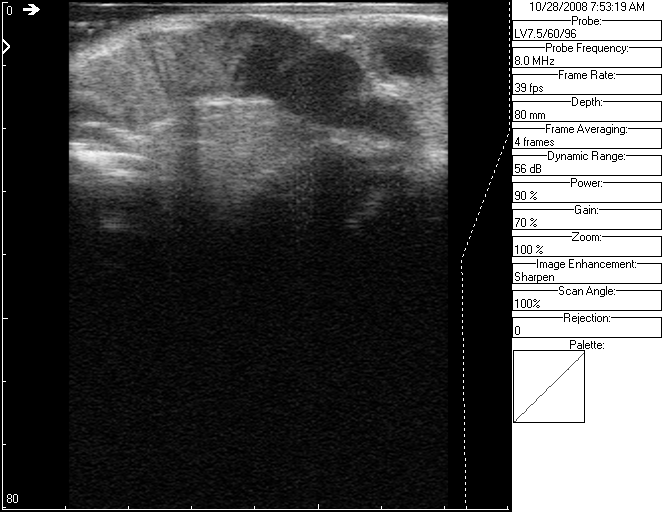 0
80
10/28/2008 7:53:19 AM
Probe:
LV7.5/60/96
Probe Frequency:
8.0 MHz
Frame Rate:
39 fps
Depth:
80 mm
Frame Averaging:
4 frames
Dynamic Range:
56 dB
Power:
90 %
Gain:
70 %
Zoom:
100 %
Image Enhancement:
Sharpen
Scan Angle:
100%
Rejection:
0
Palette: